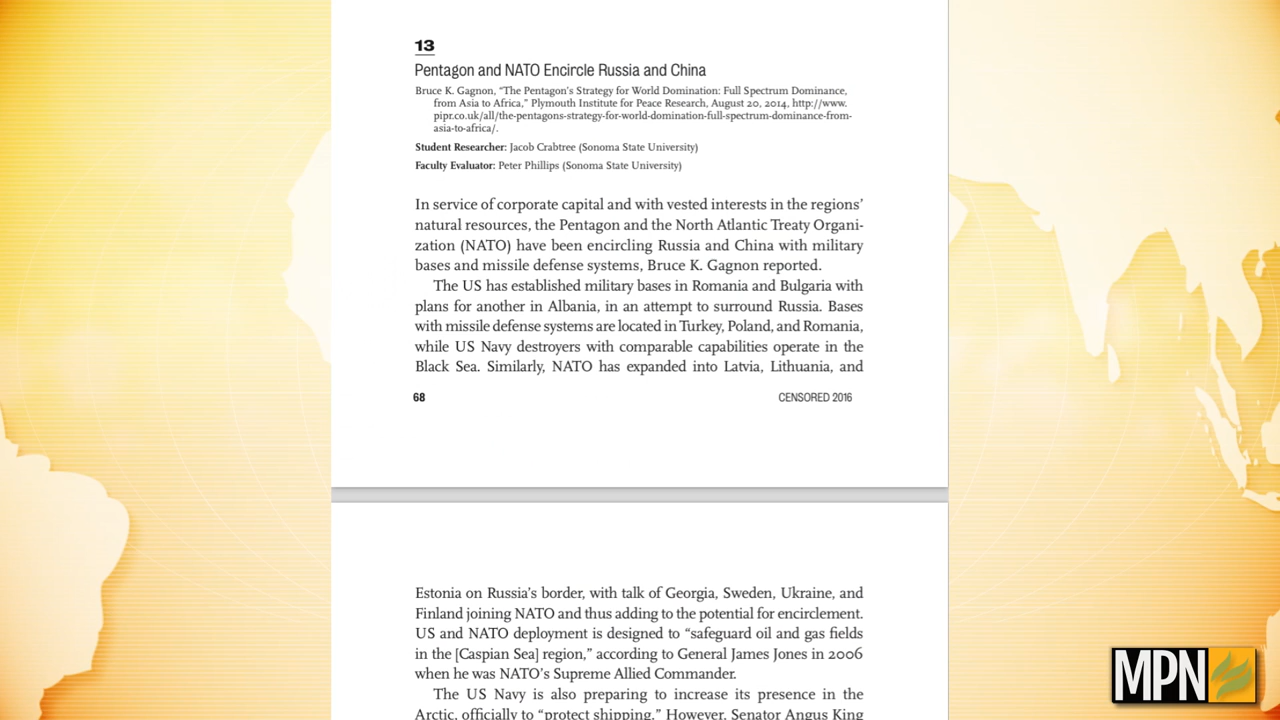 13
Pentagon and NATO Encircle Russia and China
Bruce K. Gagnon, “The Pentagon’s Strategy for World Domination: Full Spectrum Dominance,
from Asia to Africa,” Plymouth Institute for Peace Research, August 20, 2014, http://www.
pipr.co.uk/all/the-pentagons-strategy-for-world-domination-full-spectrum-dominance-from-
asia-to-africa/.
Student Researcher: Jacob Crabtree (Sonoma State University)
Faculty Evaluator: Peter Phillips (Sonoma State University)
In service of corporate capital and with vested interests in the regions’
natural resources, the Pentagon and the North Atlantic Treaty Organi-
zation (NATO) have been encircling Russia and China with military
bases and missile defense systems, Bruce K. Gagnon reported.
The US has established military bases in Romania and Bulgaria with
plans for another in Albania, in an attempt to surround Russia. Bases
with missile defense systems are located in Turkey, Poland, and Romania,
while US Navy destroyers with comparable capabilities operate in the
Black Sea. Similarly, NATO has expanded into Latvia, Lithuania, and
68 CENSORED 2016
Estonia on Russia’s border, with talk of Georgia, Sweden, Ukraine, and
Finland joining NATO and thus adding to the potential for encirclement.
US and NATO deployment is designed to “safeguard oil and gas fields
in the [Caspian Sea] region,” according to General James Jones in 2006
when he was NATO’s Supreme Allied Commander.
The US Navy is also preparing to increase its presence in the
Arctic, officially to “protect shipping.” However, Senator Angus King
MPN